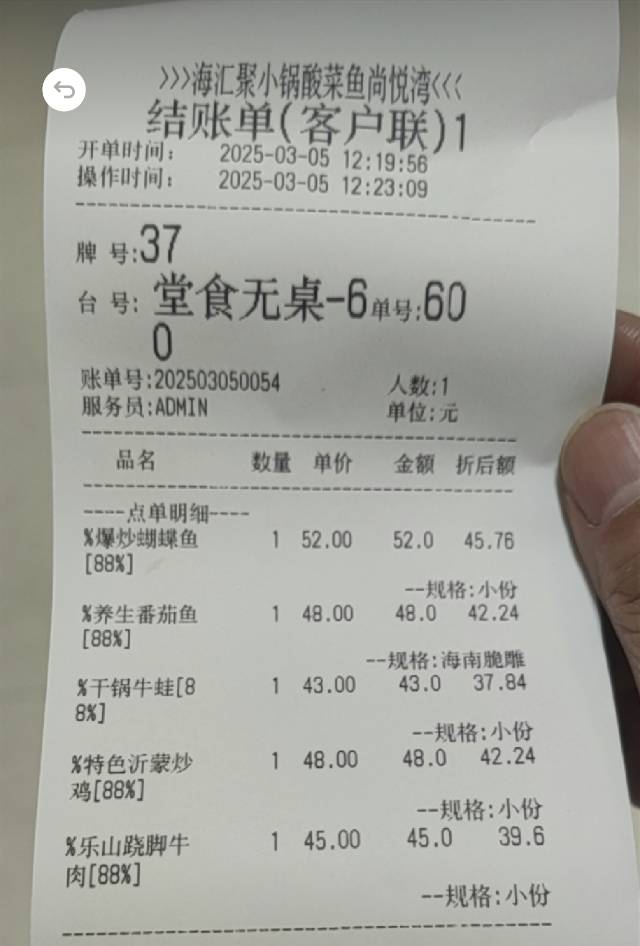 >>>海汇聚小锅酸菜鱼尚悦湾<<<
结账单(客户联)1
开单时间: 2025-03-05 12:19:56
操作时间: 2025-03-05 12:23:09
牌 号:37
台 号: 堂食无桌-6单号:60
0
账单号:202503050054 人数:1
服务员:ADMIN 单位:元
品名 数量 单价 金额 折后额
----点单明细----
%爆炒蝴蝶鱼 1 52.00 52.0 45.76
[88%]
--规格:小份
%养生番茄鱼 1 48.00 48.0 42.24
[88%]
--规格:海南脆雕
%干锅牛蛙[8 1 43.00 43.0 37.84
8%]
--规格:小份
%特色沂蒙炒 1 48.00 48.0 42.24
鸡[88%]
--规格:小份
%乐山跷脚牛 1 45.00 45.0 39.6
肉[88%]
--规格:小份